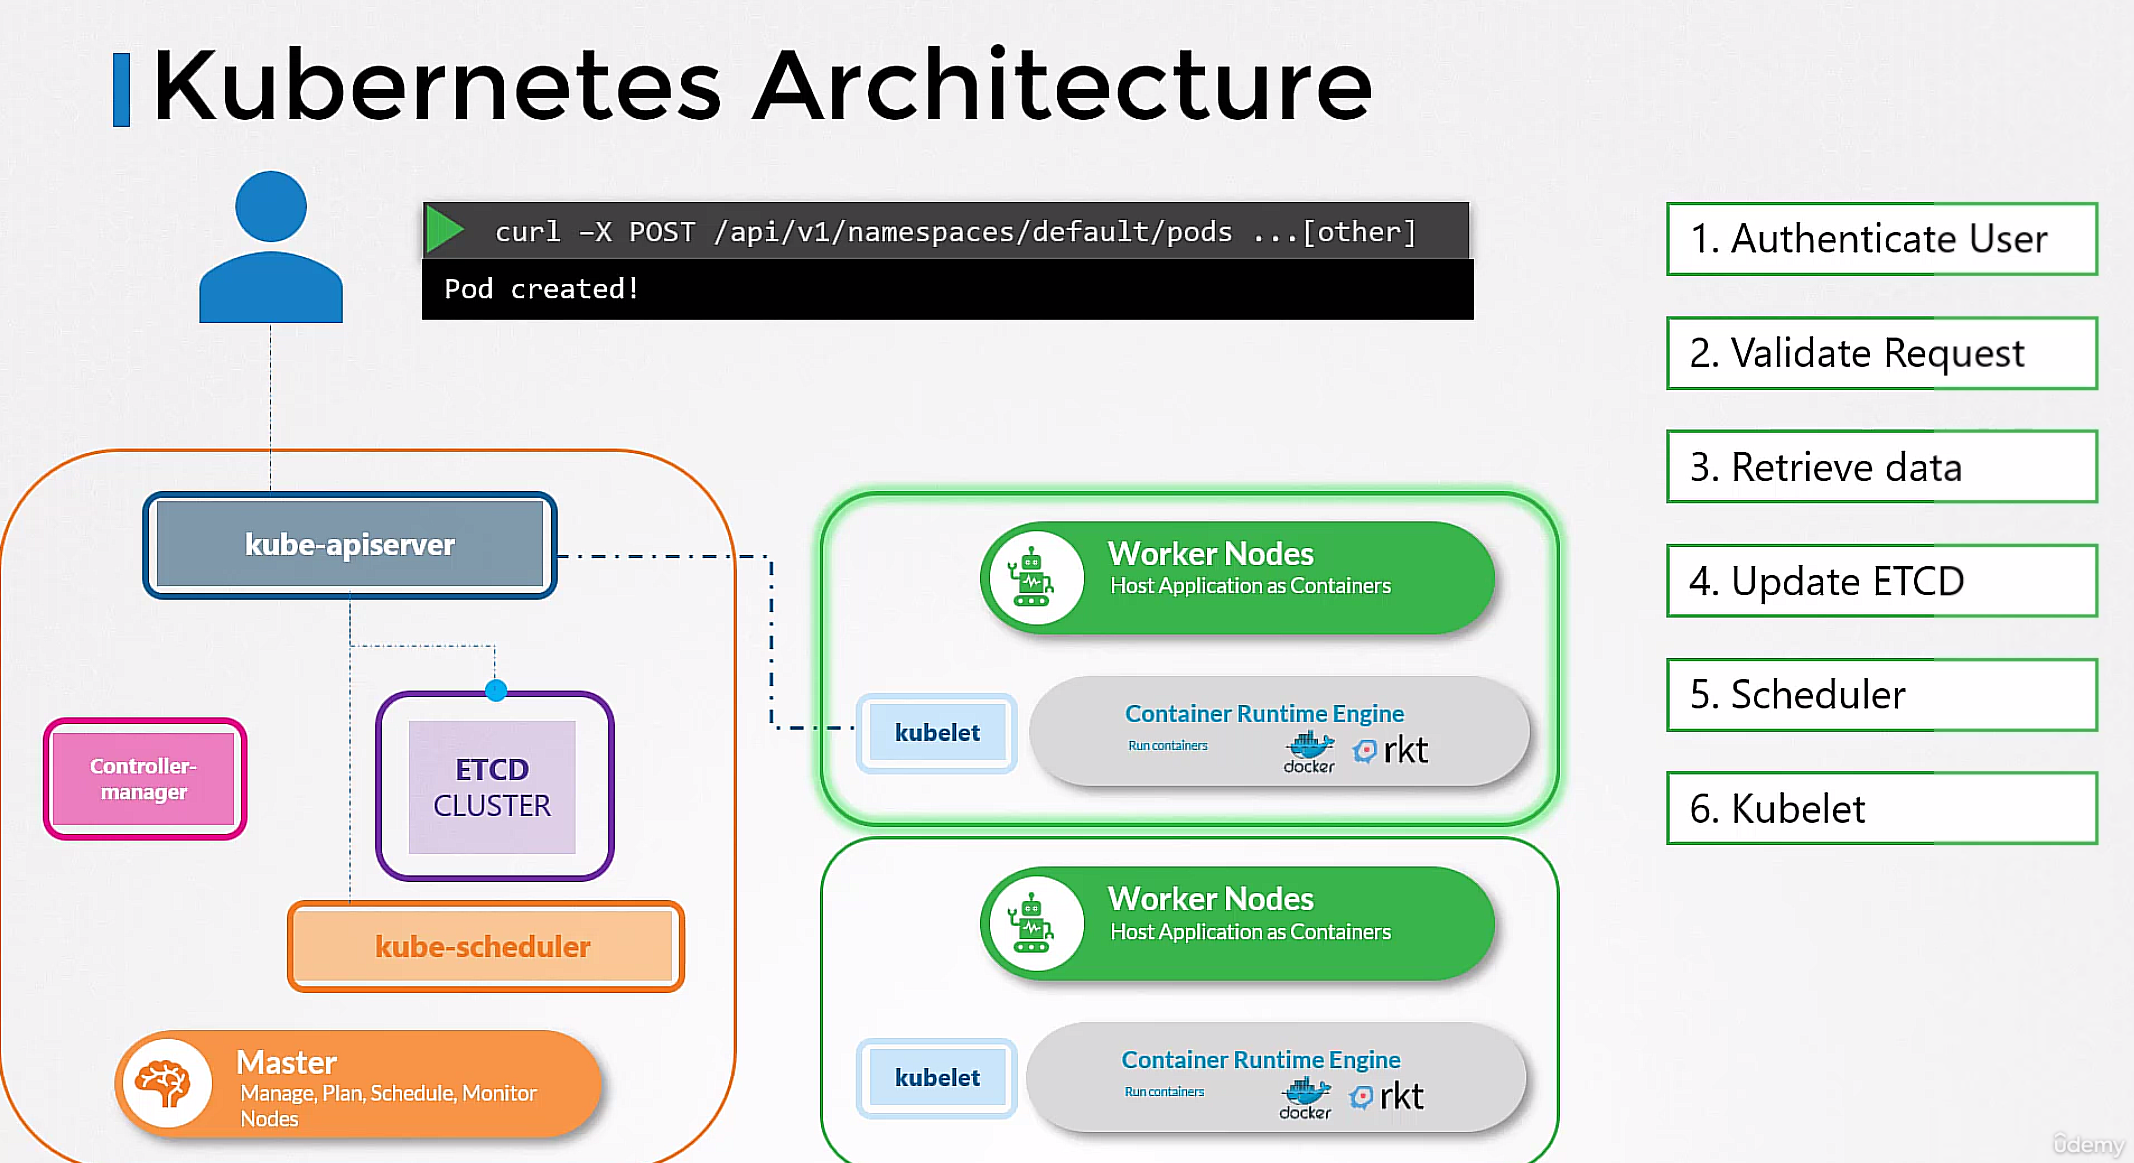 Kubernetes Architecture
curl –X POST /api/v1/namespaces/default/pods ...[other]
Pod created!
1. Authenticate User
2. Validate Request
3. Retrieve data
4. Update ETCD
5. Scheduler
6. Kubelet
kube-apiserver
Controller-
manager
ETCD
CLUSTER
kube-scheduler
Master
Manage, Plan, Schedule, Monitor
Nodes
Worker Nodes
Host Application as Containers
kubelet
Container Runtime Engine
Run containers
docker
rkt
Worker Nodes
Host Application as Containers
kubelet
Container Runtime Engine
Run containers
docker
rkt
ûdemy